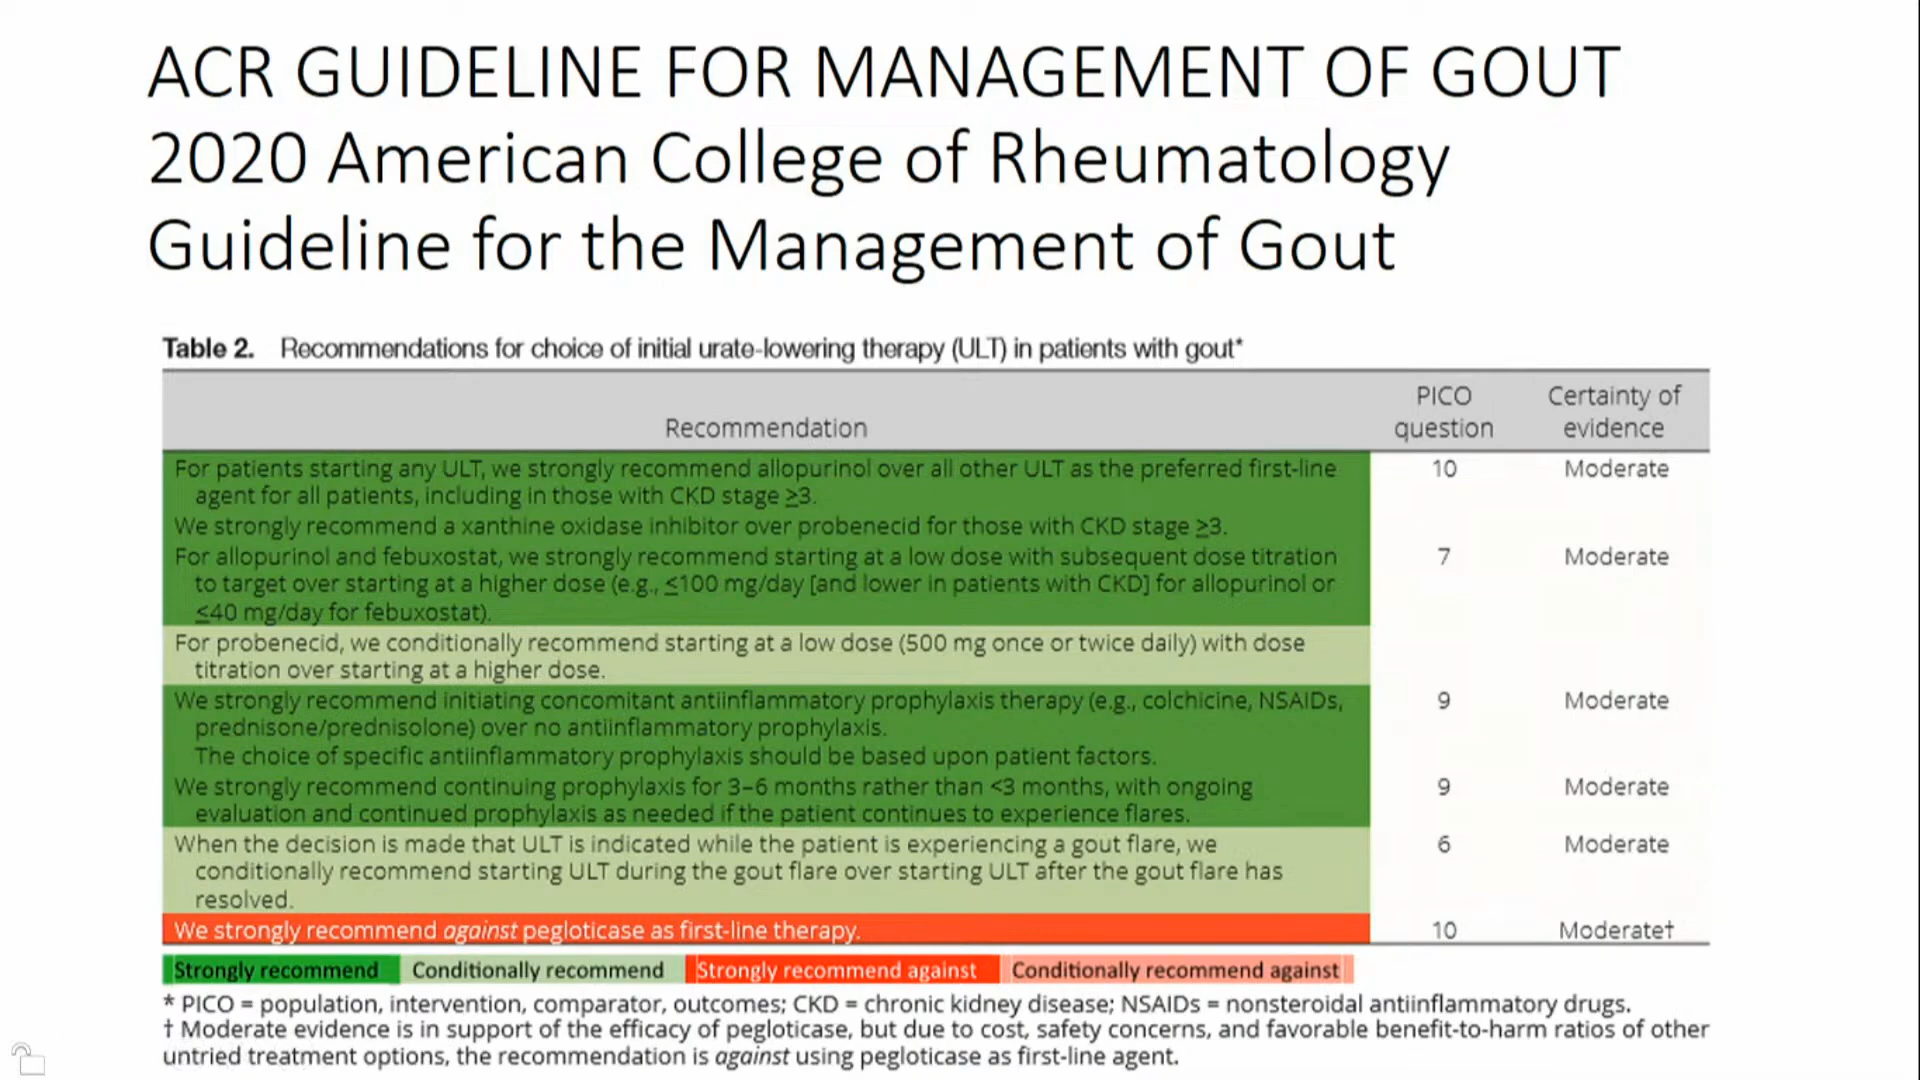 ACR GUIDELINE FOR MANAGEMENT OF GOUT
2020 American College of Rheumatology
Guideline for the Management of Gout
Table 2. Recommendations for choice of initial urate-lowering therapy (ULT) in patients with gout*
Recommendation
PICO question
Certainty of evidence
For patients starting any ULT, we strongly recommend allopurinol over all other ULT as the preferred first-line
agent for all patients, including in those with CKD stage ≥3.
10 Moderate
We strongly recommend a xanthine oxidase inhibitor over probenecid for those with CKD stage ≥3.
For allopurinol and febuxostat, we strongly recommend starting at a low dose with subsequent dose titration
to target over starting at a higher dose (e.g., ≤100 mg/day [and lower in patients with CKD] for allopurinol or
≤40 mg/day for febuxostat).
7 Moderate
For probenecid, we conditionally recommend starting at a low dose (500 mg once or twice daily) with dose
titration over starting at a higher dose.
We strongly recommend initiating concomitant antiinflammatory prophylaxis therapy (e.g., colchicine, NSAIDs,
prednisone/prednisolone) over no antiinflammatory prophylaxis.
The choice of specific antiinflammatory prophylaxis should be based upon patient factors.
9 Moderate
We strongly recommend continuing prophylaxis for 3–6 months rather than <3 months, with ongoing
evaluation and continued prophylaxis as needed if the patient continues to experience flares.
9 Moderate
When the decision is made that ULT is indicated while the patient is experiencing a gout flare, we
conditionally recommend starting ULT during the gout flare over starting ULT after the gout flare has
resolved.
6 Moderate
We strongly recommend against pegloticase as first-line therapy.
10 Moderate†
Strongly recommend Conditionally recommend Strongly recommend against Conditionally recommend against
* PICO = population, intervention, comparator, outcomes; CKD = chronic kidney disease; NSAIDs = nonsteroidal antiinflammatory drugs.
† Moderate evidence is in support of the efficacy of pegloticase, but due to cost, safety concerns, and favorable benefit-to-harm ratios of other
untried treatment options, the recommendation is against using pegloticase as first-line agent.